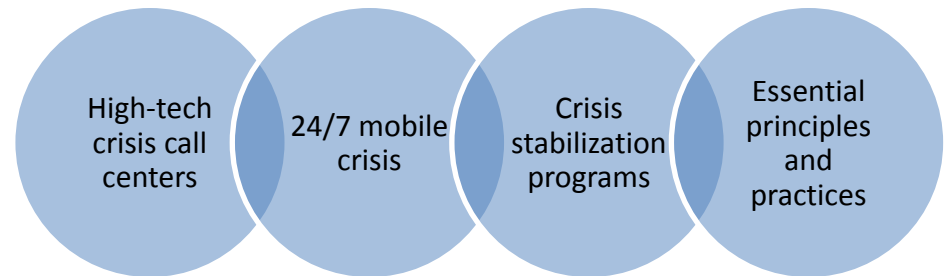 High-tech
crisis call
centers
24/7 mobile
crisis
Crisis
stabilization
programs
Essential
principles
and
practices